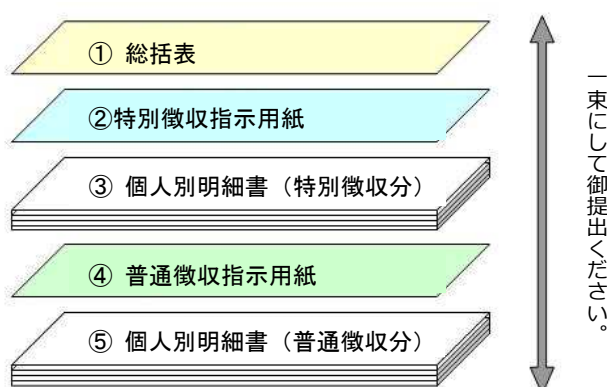 ① 総括表
②特別徴収指示用紙
③ 個人別明細書（特別徴収分）
④ 普通徴収指示用紙
⑤ 個人別明細書（普通徴収分）
一束にして御提出ください。